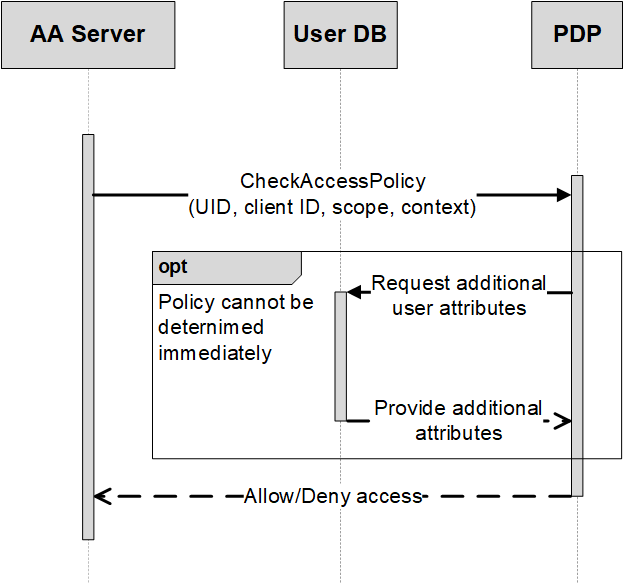 AA Server
User DB
PDP
CheckAccessPolicy
(UID, client ID, scope, context)
opt
Policy cannot be
deternimed
immediately
Request additional
user attributes
Provide additional
attributes
Allow/Deny access